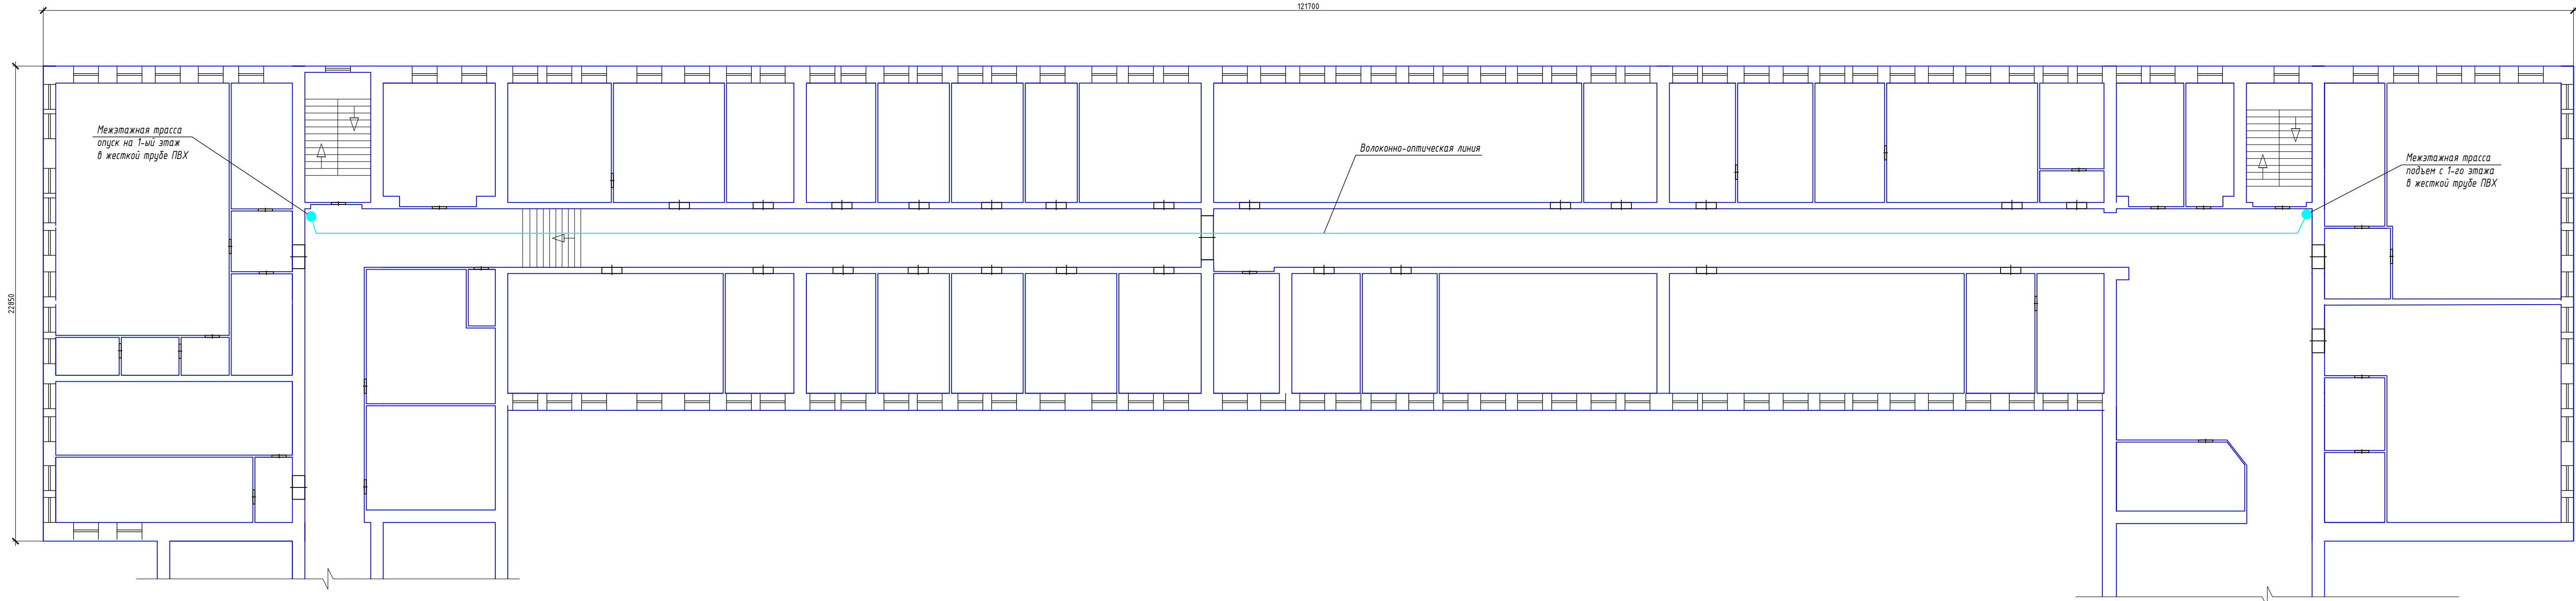 121700
Межэтажная трасса
опуск на 1-ый этаж
в жесткой трубе ПВХ
Волоконно-оптическая линия
Межэтажная трасса
подъем с 1-го этажа
в жесткой трубе ПВХ
22850